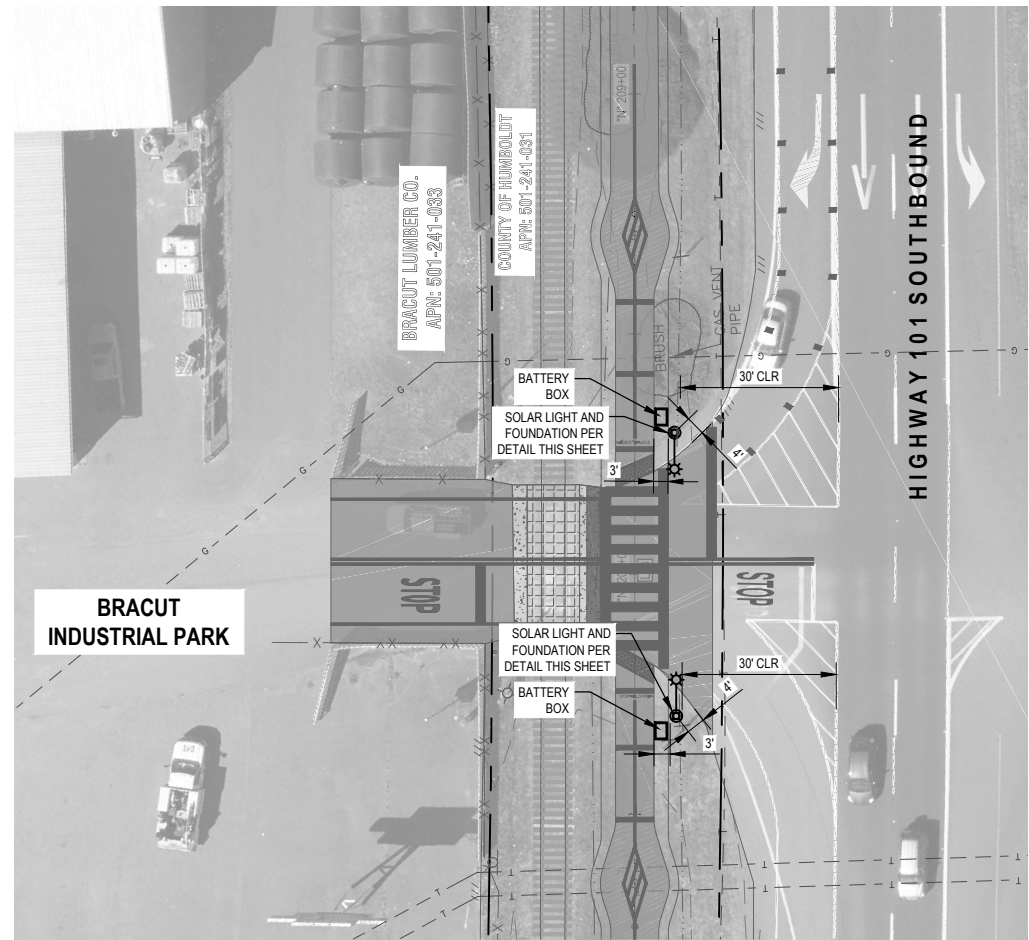 "N" 209+00
HIGHWAY 101 SOUTHBOUND
BRACUT LUMBER CO.
APN: 501-241-033
COUNTY OF HUMBOLDT
APN: 501-241-031
BRUSH
GAS-VENT
PIPE
G
G
G
G
G
G
BATTERY
BOX
30' CLR
SOLAR LIGHT AND
FOUNDATION PER
DETAIL THIS SHEET
4'
3'
STOP
STOP
BRACUT
INDUSTRIAL PARK
SOLAR LIGHT AND
FOUNDATION PER
DETAIL THIS SHEET
30' CLR
4'
BATTERY
BOX
3'
T
T
T
T
T
T